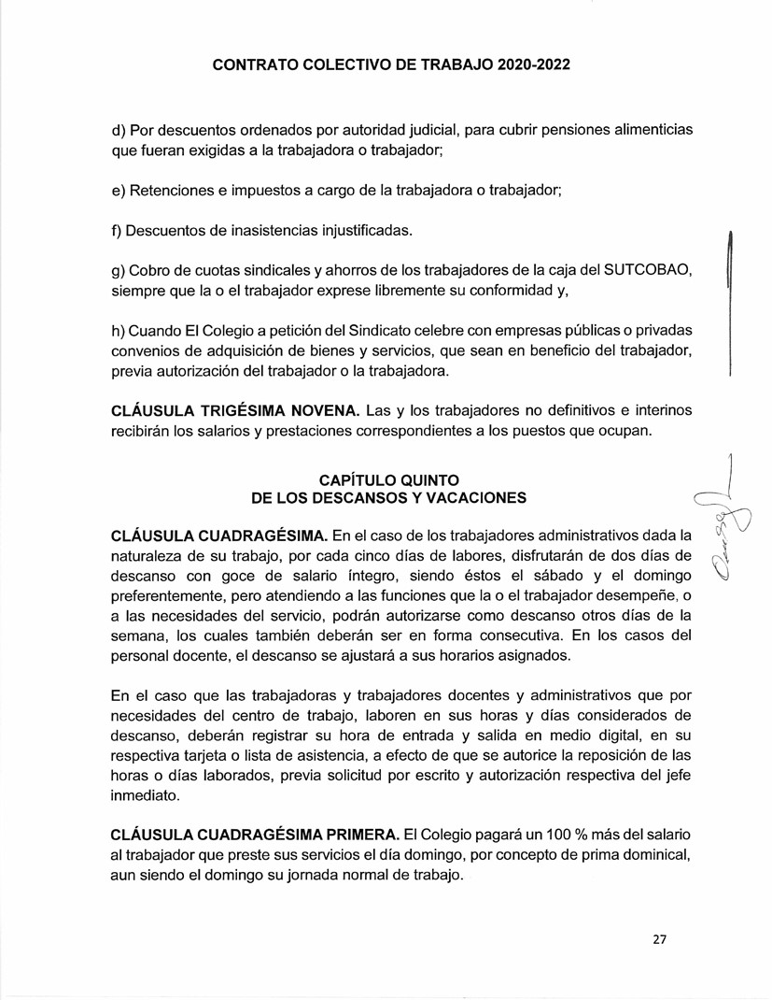 CONTRATO COLECTIVO DE TRABAJO 2020-2022
d) Por descuentos ordenados por autoridad judicial, para cubrir pensiones alimenticias
que fueran exigidas a la trabajadora o trabajador;
e) Retenciones e impuestos a cargo de la trabajadora o trabajador;
f) Descuentos de inasistencias injustificadas.
g) Cobro de cuotas sindicales y ahorros de los trabajadores de la caja del SUTCOBAO,
siempre que la o el trabajador exprese libremente su conformidad y,
h) Cuando El Colegio a petición del Sindicato celebre con empresas públicas o privadas
convenios de adquisición de bienes y servicios, que sean en beneficio del trabajador,
previa autorización del trabajador o la trabajadora.
CLÁUSULA TRIGÉSIMA NOVENA. Las y los trabajadores no definitivos e interinos
recibirán los salarios y prestaciones correspondientes a los puestos que ocupan.
CAPÍTULO QUINTO
DE LOS DESCANSOS Y VACACIONES
CLÁUSULA CUADRAGÉSIMA. En el caso de los trabajadores administrativos dada la
naturaleza de su trabajo, por cada cinco días de labores, disfrutarán de dos días de
descanso con goce de salario íntegro, siendo éstos el sábado y el domingo
preferentemente, pero atendiendo a las funciones que la o el trabajador desempeñe, o
a las necesidades del servicio, podrán autorizarse como descanso otros días de la
semana, los cuales también deberán ser en forma consecutiva. En los casos del
personal docente, el descanso se ajustará a sus horarios asignados.
En el caso que las trabajadoras y trabajadores docentes y administrativos que por
necesidades del centro de trabajo, laboren en sus horas y días considerados de
descanso, deberán registrar su hora de entrada y salida en medio digital, en su
respectiva tarjeta o lista de asistencia, a efecto de que se autorice la reposición de las
horas o días laborados, previa solicitud por escrito y autorización respectiva del jefe
inmediato.
CLÁUSULA CUADRAGÉSIMA PRIMERA. El Colegio pagará un 100 % más del salario
al trabajador que preste sus servicios el día domingo, por concepto de prima dominical,
aun siendo el domingo su jornada normal de trabajo.
27